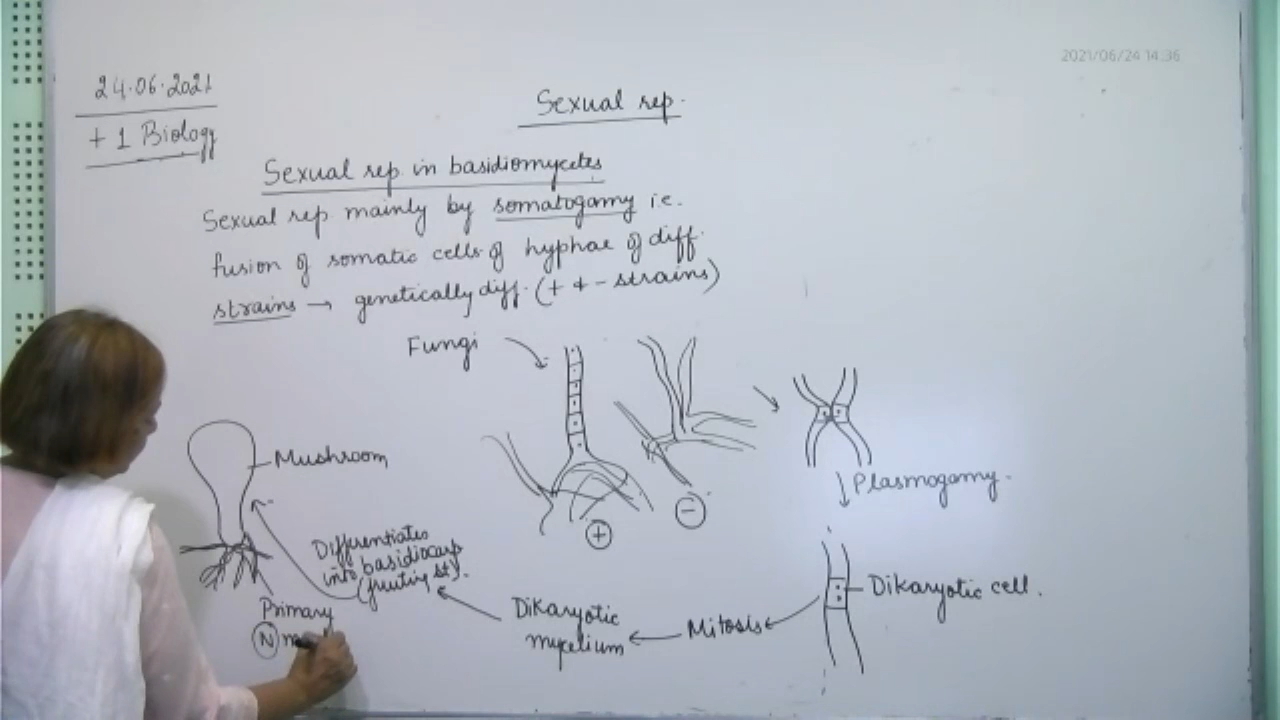 2021/06/24 14:36
24.06.2021
+ 1 Biology
Sexual rep.
Sexual rep in basidiomycetes
Sexual rep mainly by somatogamy i.e.
fusion of somatic cells of hyphae of diff.
strains → genetically diff. (+ & - strains)
Fungi
Mushroom
+
-
Plasmogamy.
Dikaryotic cell.
Mitosis
Dikaryotic
mycelium
Differentiates
into basidiocarp
(fruiting st).
Primary
N m